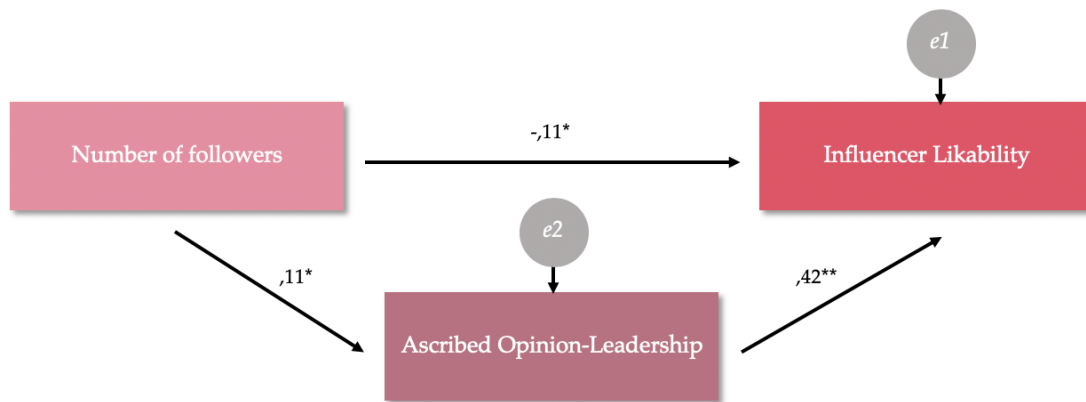 e1
Number of followers
-,11*
Influencer Likability
e2
,11*
,42**
Ascribed Opinion-Leadership